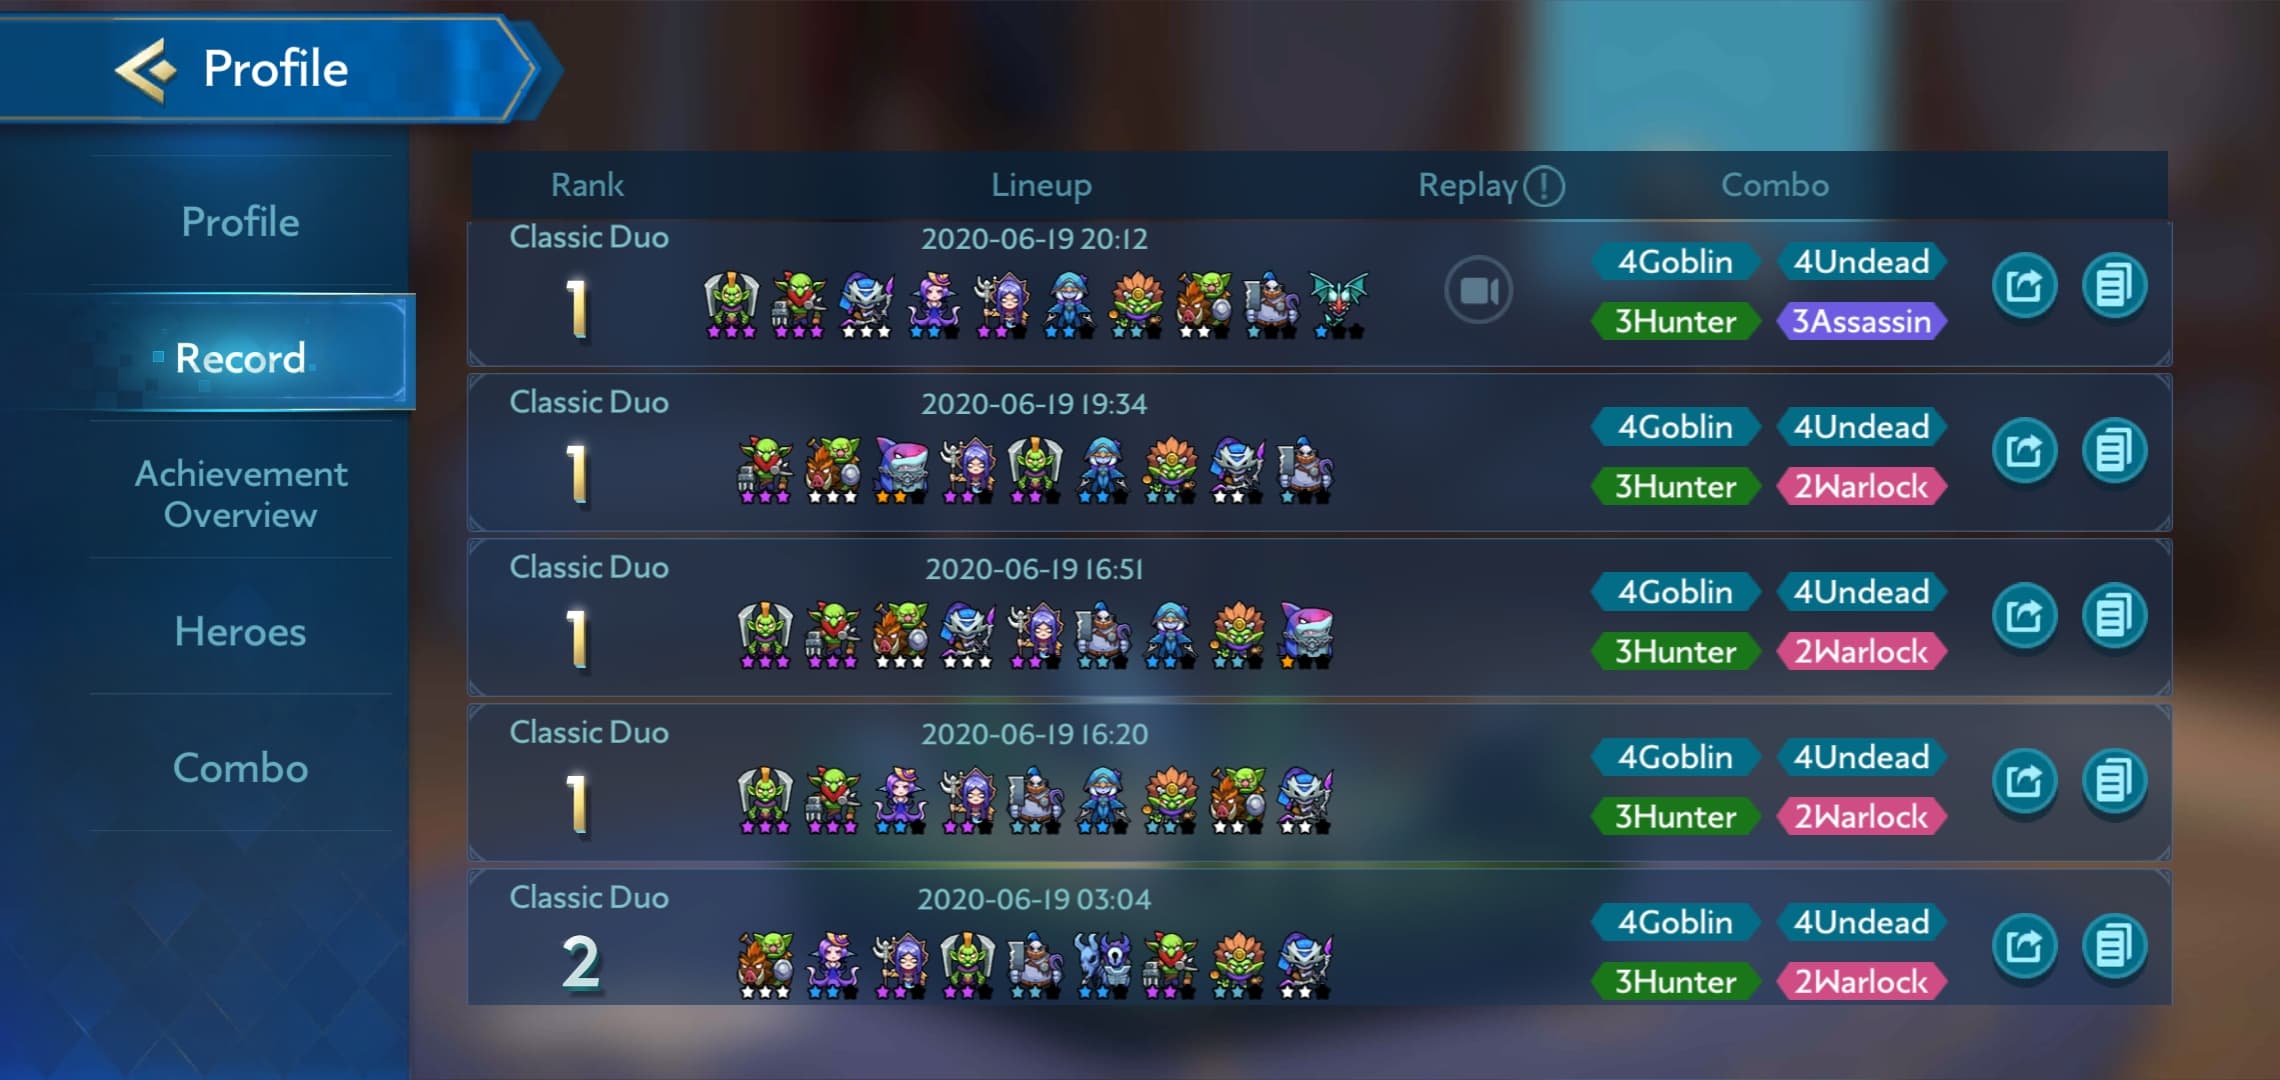 Profile
Profile
Record
Achievement
Overview
Heroes
Combo
Rank Lineup Replay Combo
Classic Duo 2020-06-19 20:12
1
4Goblin 4Undead
3Hunter 3Assassin
Classic Duo 2020-06-19 19:34
1
4Goblin 4Undead
3Hunter 2Warlock
Classic Duo 2020-06-19 16:51
1
4Goblin 4Undead
3Hunter 2Warlock
Classic Duo 2020-06-19 16:20
1
4Goblin 4Undead
3Hunter 2Warlock
Classic Duo 2020-06-19 03:04
2
4Goblin 4Undead
3Hunter 2Warlock